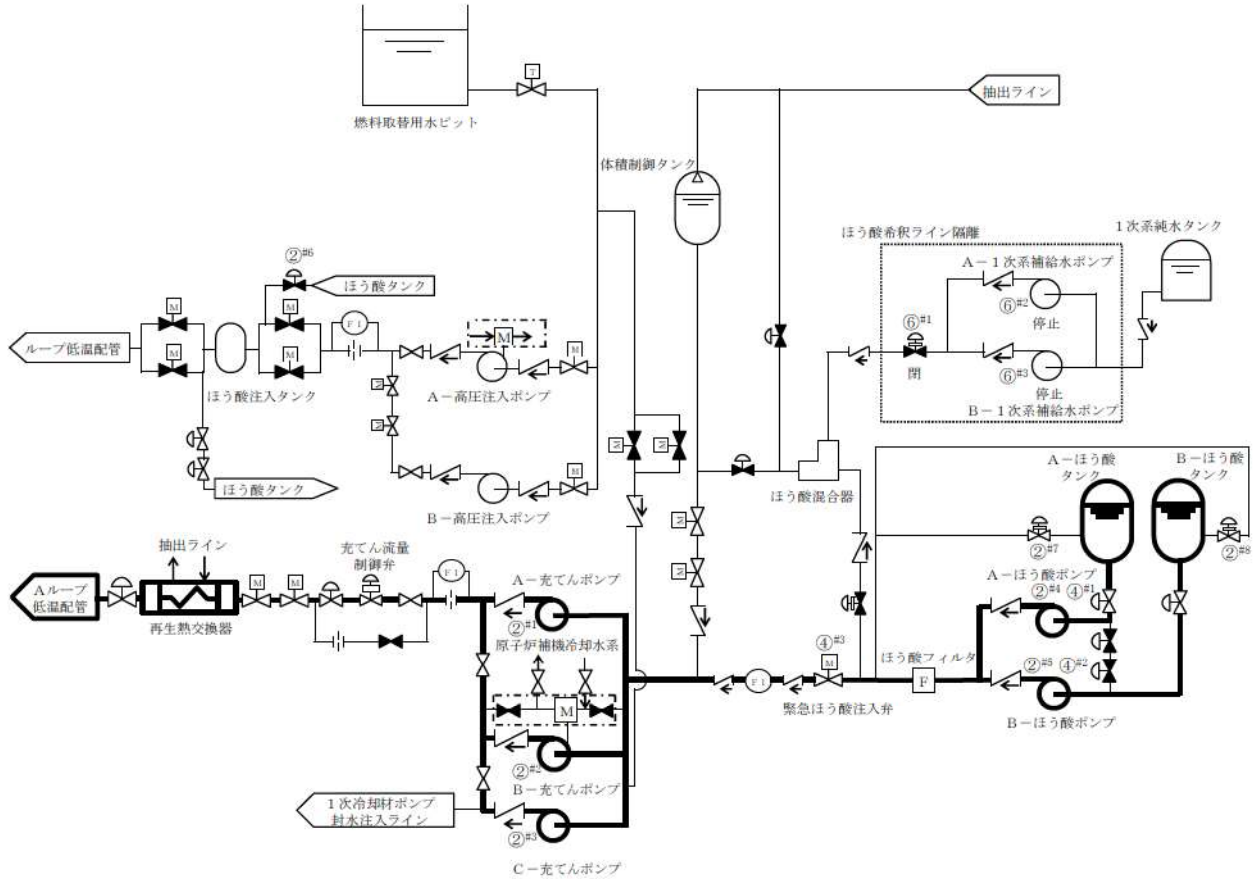 T
燃料取替用水ピット
抽出ライン
体積制御タンク
ほう酸希釈ライン隔離
1次系純水タンク
A-1次系補給水ポンプ
⑥#2
停止
⑥#1
閉
⑥#3
停止
B-1次系補給水ポンプ
②#6
ほう酸タンク
M
M
FI
M
M
ループ低温配管
M
M
ほう酸注入タンク
A-高圧注入ポンプ
M
M
M
M
M
ほう酸タンク
B-高圧注入ポンプ
ほう酸混合器
A-ほう酸
タンク
B-ほう酸
タンク
M
M
②#7
②#8
抽出ライン
充てん流量
制御弁
FI
A-充てんポンプ
A-ほう酸ポンプ
②#4 ④#1
Aループ
低温配管
M
M
再生熱交換器
②#1
原子炉補機冷却水系
④#3
M
FI
緊急ほう酸注入弁
ほう酸フィルタ
F
②#5 ④#2
B-ほう酸ポンプ
M
②#2
B-充てんポンプ
1次冷却材ポンプ
封水注入ライン
②#3
C-充てんポンプ